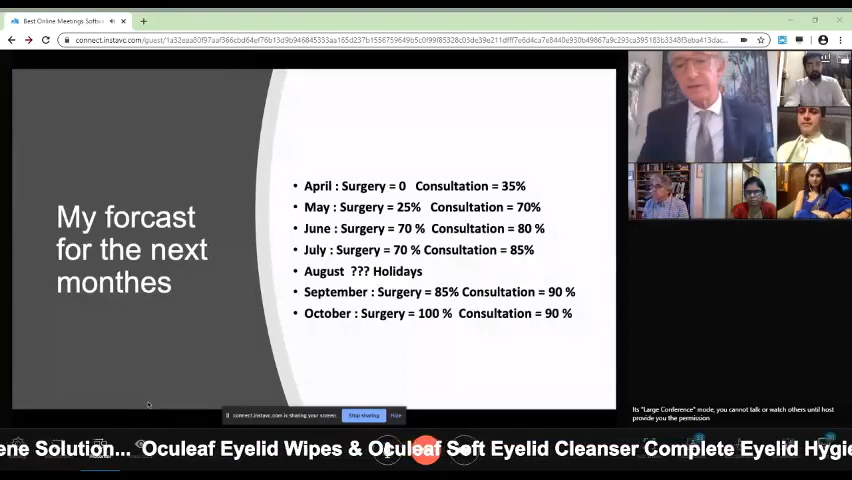 Best Online Meetings Softwa
connect.instavc.com/guest/
My forcast
for the next
monthes
• April : Surgery = 0 Consultation = 35%
• May : Surgery = 25% Consultation = 70%
• June : Surgery = 70 % Consultation = 80 %
• July : Surgery = 70 % Consultation = 85%
• August ??? Holidays
• September : Surgery = 85% Consultation = 90 %
• October : Surgery = 100 % Consultation = 90 %
connect.instavc.com is sharing your screen. Stop sharing Hide
Its "Large Conference" mode, you cannot talk or watch others until host
provide you the permission
ene Solution... Oculeaf Eyelid Wipes & Oculeaf Soft Eyelid Cleanser Complete Eyelid Hygie